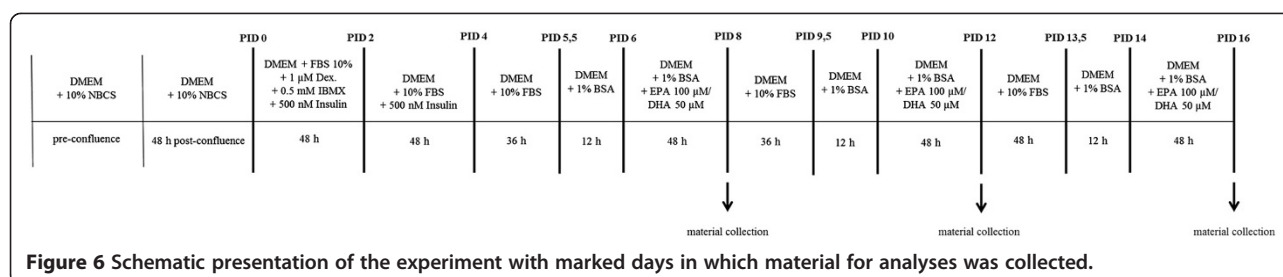 PID 0 PID 2 PID 4 PID 5,5 PID 6 PID 8 PID 9,5 PID 10 PID 12 PID 13,5 PID 14 PID 16
DMEM
+ 10% NBCS
DMEM
+ 10% NBCS
DMEM + FBS 10%
+ 1 µM Dex.
+ 0.5 mM IBMX
+ 500 nM Insulin
DMEM
+ 10% FBS
+ 500 nM Insulin
DMEM
+ 10% FBS
DMEM
+ 1% BSA
DMEM
+ 1% BSA
+ EPA 100 µM/
DHA 50 µM
DMEM
+ 10% FBS
DMEM
+ 1% BSA
DMEM
+ 1% BSA
+ EPA 100 µM/
DHA 50 µM
DMEM
+ 10% FBS
DMEM
+ 1% BSA
DMEM
+ 1% BSA
+ EPA 100 µM/
DHA 50 µM
pre-confluence 48 h post-confluence 48 h 48 h 36 h 12 h 48 h 36 h 12 h 48 h 48 h 12 h 48 h
material collection material collection material collection
Figure 6 Schematic presentation of the experiment with marked days in which material for analyses was collected.